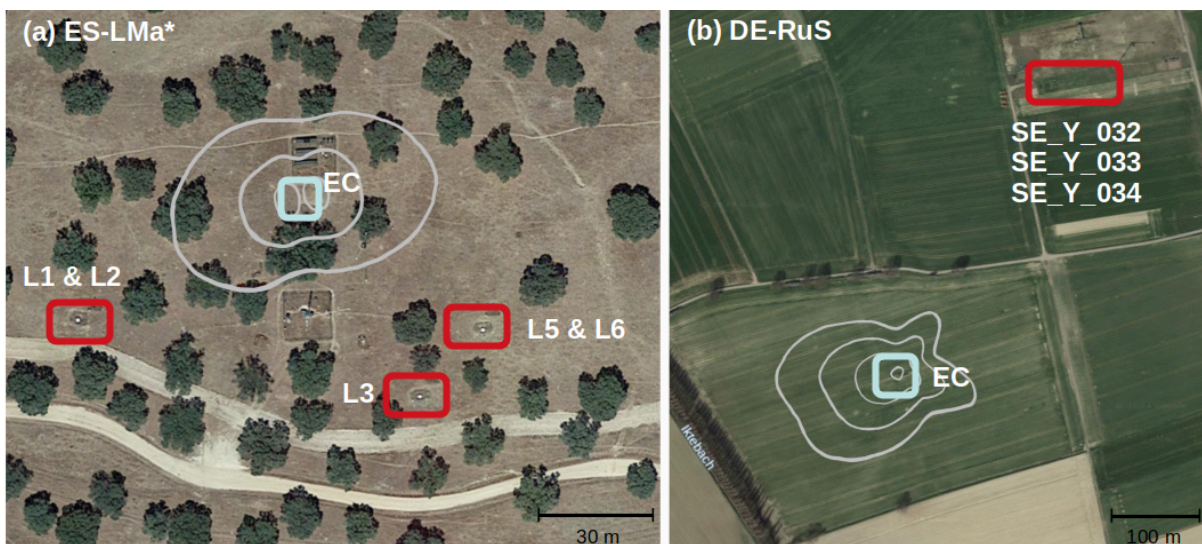 (a) ES-LMa*
EC
L1 & L2
L5 & L6
L3
30 m
(b) DE-RuS
SE_Y_032
SE_Y_033
SE_Y_034
EC
Iktebach
100 m